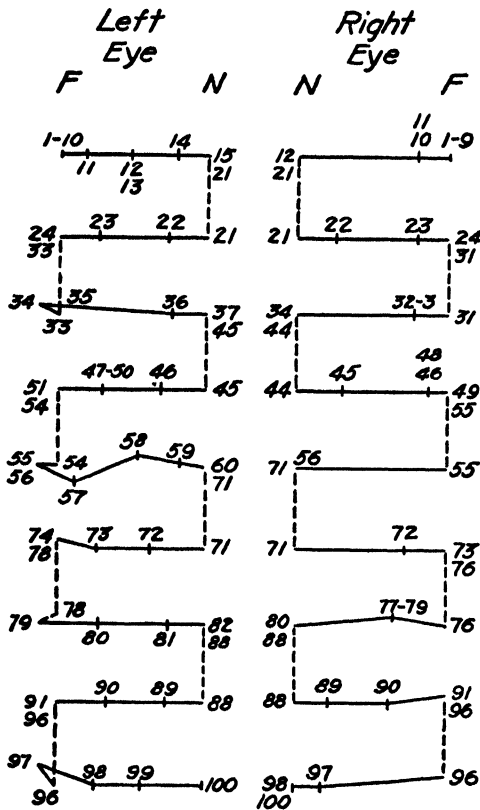 Left Right
Eye Eye
F N N F
11
1-10 14 10 1-9
11 12 15 12
13 21 21
24 23 22 21 21 22 23 24
33 31
34 35 36 37 34 32-3 31
33 45 44
48
51 47-50 46 45 44 45 46 49
54 55
55 54 58 59 60 71 56 55
56 57 71
74 73 72 71 71 72 73
78 76
79 78 80 81 82 80 77-79 76
88 88
91 90 89 88 88 89 90 91
96 96
97 98 99 100 98 97 96
96 100